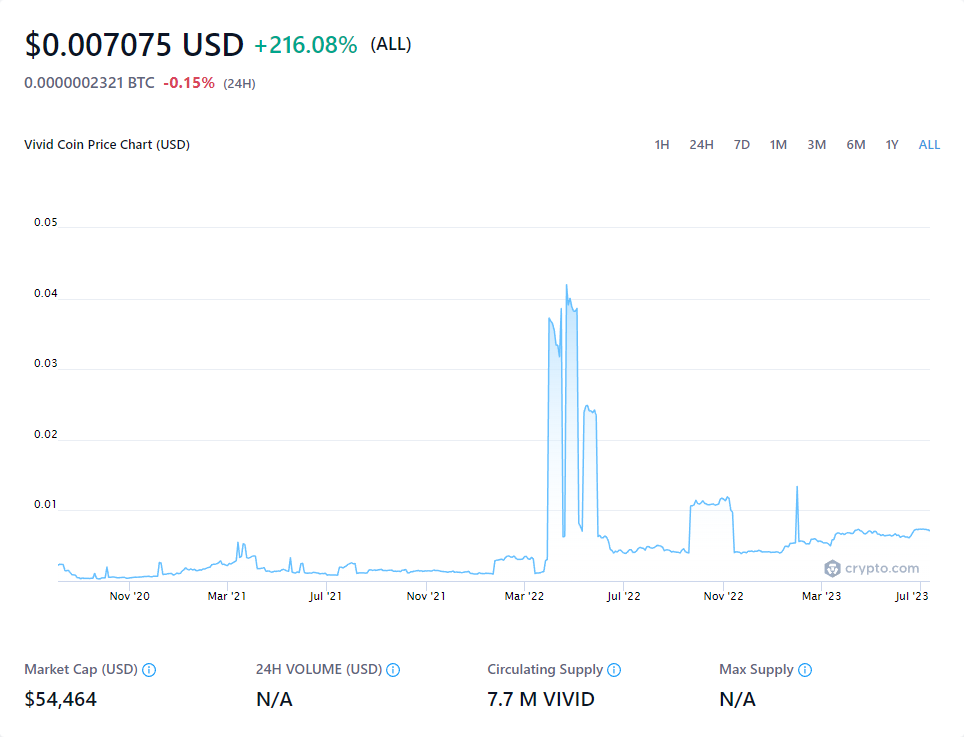 $0.007075 USD +216.08% (ALL)
0.0000002321 BTC -0.15% (24H)
Vivid Coin Price Chart (USD) 1H 24H 7D 1M 3M 6M 1Y ALL
0.05
0.04
0.03
0.02
0.01
crypto.com
Nov '20 Mar '21 Jul '21 Nov '21 Mar '22 Jul '22 Nov '22 Mar '23 Jul '23
Market Cap (USD) 24H VOLUME (USD) Circulating Supply Max Supply
$54,464 N/A 7.7 M VIVID N/A